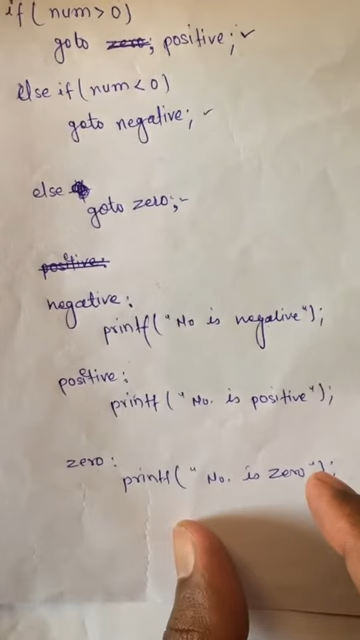 if (num > 0)
goto zero; positive;
else if (num < 0)
goto negative;
else
goto zero;
positive:
negative:
printf("No is negative");
positive:
printf("No. is positive");
zero:
printf("No. is zero");